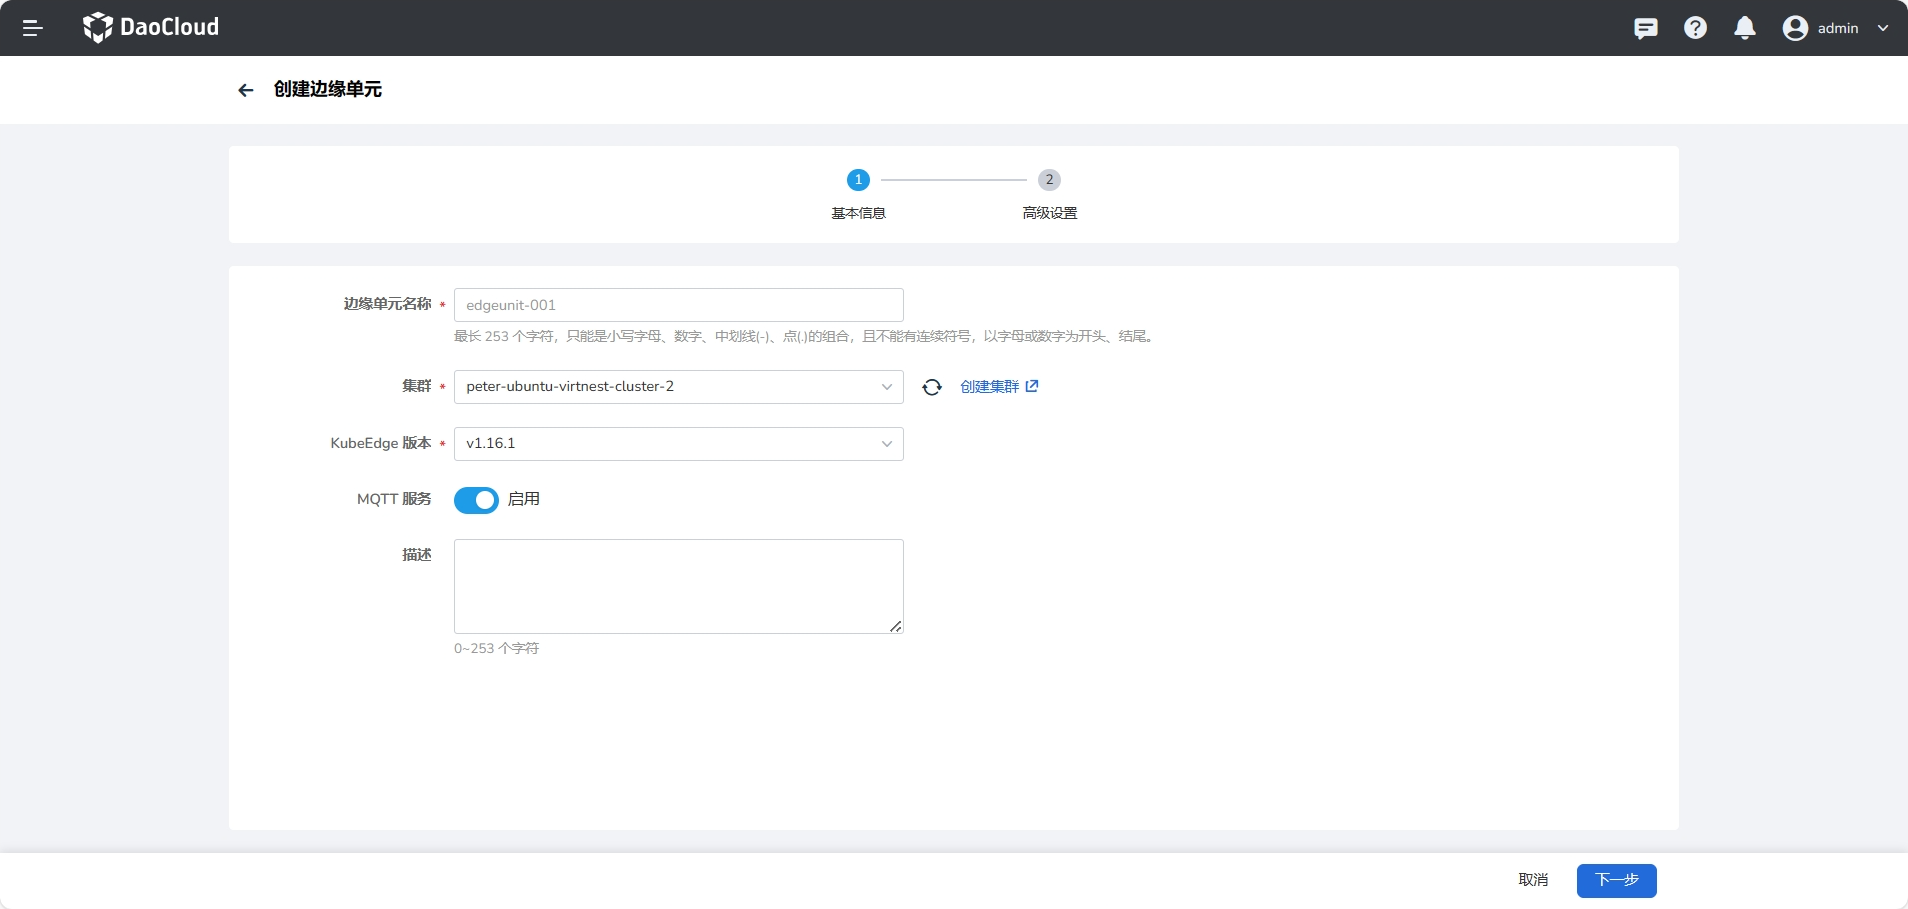 DaoCloud
admin
创建边缘单元
1
2
基本信息
高级设置
边缘单元名称 *
edgeunit-001
最长 253 个字符，只能是小写字母、数字、中划线(-)、点(.)的组合，且不能有连续符号，以字母或数字为开头、结尾。
集群 *
peter-ubuntu-virtnest-cluster-2
创建集群
KubeEdge 版本 *
v1.16.1
MQTT 服务
启用
描述
0~253 个字符
取消
下一步